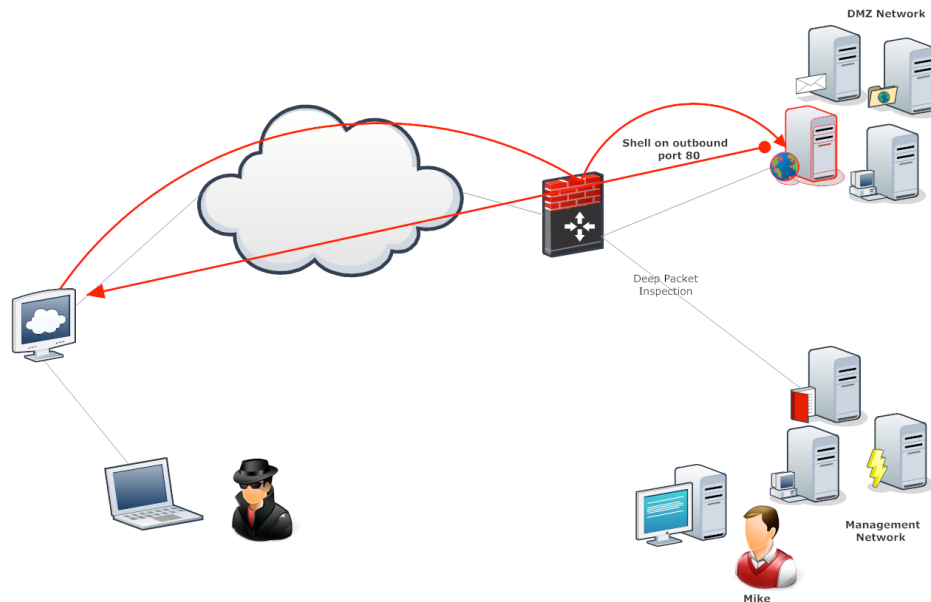 DMZ Network
Shell on outbound
port 80
Deep Packet
Inspection
Management
Network
Mike